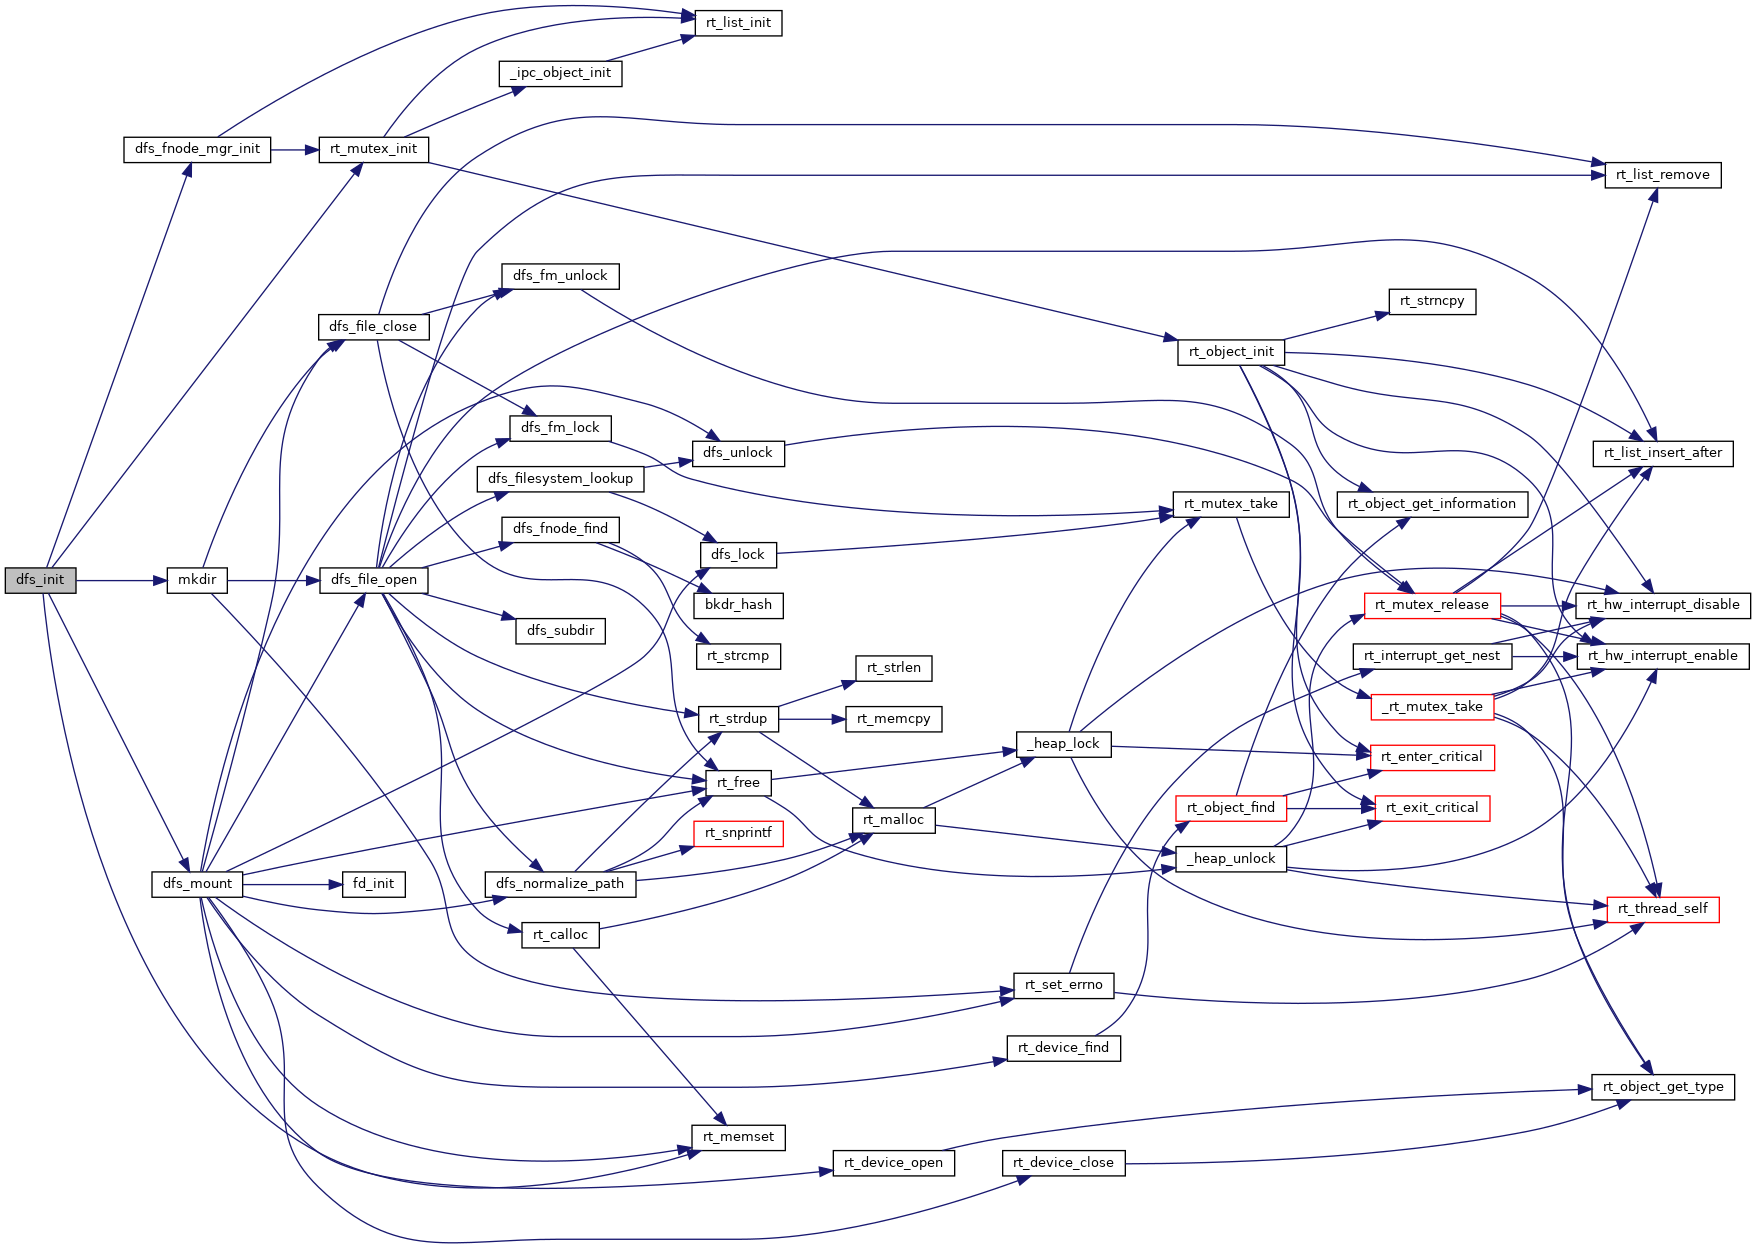 rt_list_init
_ipc_object_init
dfs_fnode_mgr_init
rt_mutex_init
rt_list_remove
dfs_fm_unlock
rt_strncpy
dfs_file_close
rt_object_init
dfs_fm_lock
dfs_unlock
rt_list_insert_after
dfs_filesystem_lookup
rt_mutex_take
rt_object_get_information
dfs_fnode_find
dfs_lock
dfs_init
mkdir
dfs_file_open
bkdr_hash
rt_mutex_release
rt_hw_interrupt_disable
dfs_subdir
rt_strcmp
rt_interrupt_get_nest
rt_hw_interrupt_enable
rt_strlen
_rt_mutex_take
rt_strdup
rt_memcpy
_heap_lock
rt_enter_critical
rt_free
rt_object_find
rt_exit_critical
rt_malloc
rt_snprintf
_heap_unlock
dfs_mount
fd_init
dfs_normalize_path
rt_thread_self
rt_calloc
rt_set_errno
rt_device_find
rt_object_get_type
rt_memset
rt_device_open
rt_device_close